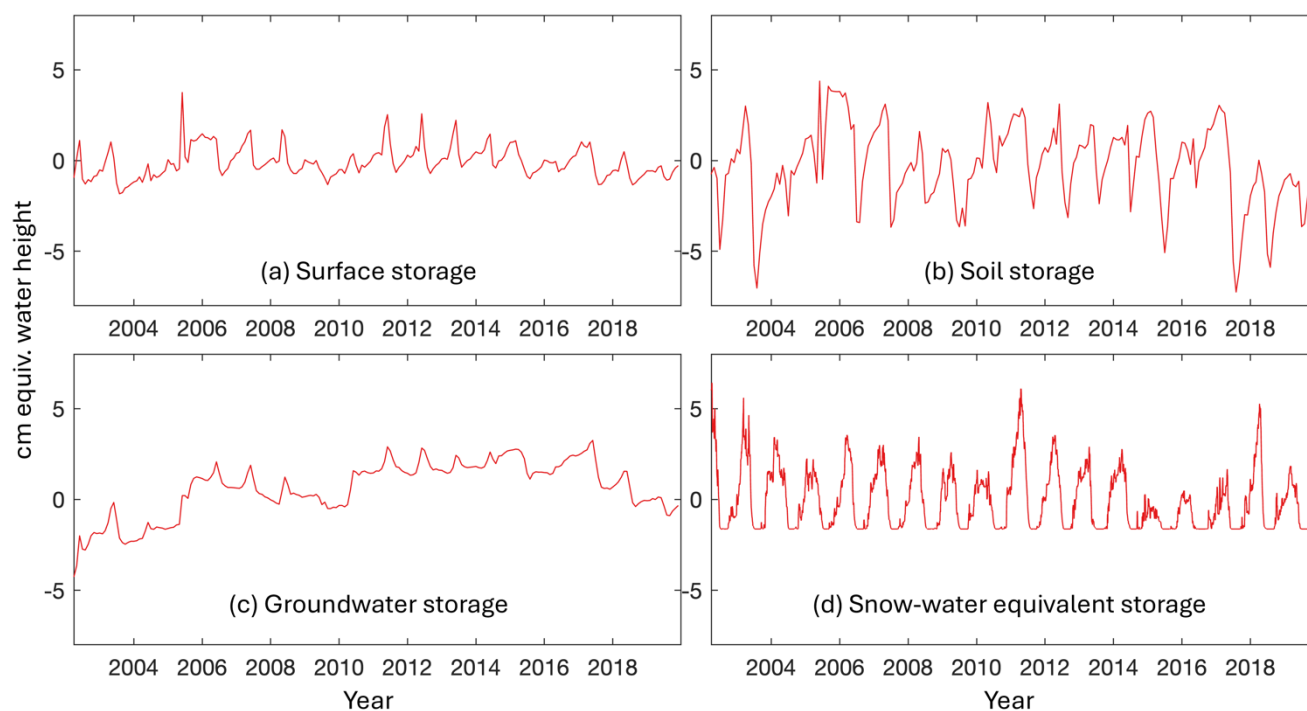 cm equiv. water height
5
0
-5
(a) Surface storage
2004 2006 2008 2010 2012 2014 2016 2018
5
0
-5
(b) Soil storage
2004 2006 2008 2010 2012 2014 2016 2018
5
0
-5
(c) Groundwater storage
2004 2006 2008 2010 2012 2014 2016 2018
Year
5
0
-5
(d) Snow-water equivalent storage
2004 2006 2008 2010 2012 2014 2016 2018
Year